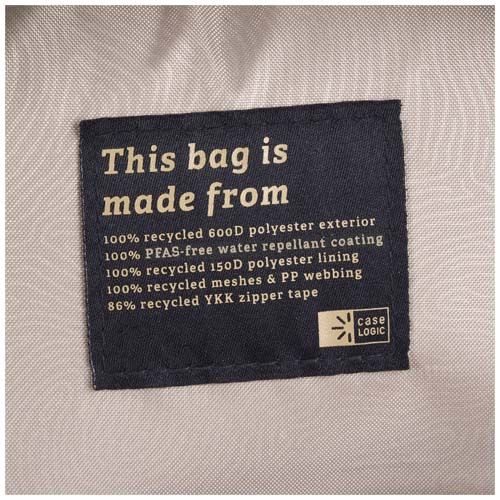 This bag is
made from
100% recycled 600D polyester exterior
100% PFAS-free water repellant coating
100% recycled 150D polyester lining
100% recycled meshes & PP webbing
86% recycled YKK zipper tape
case
LOGIC